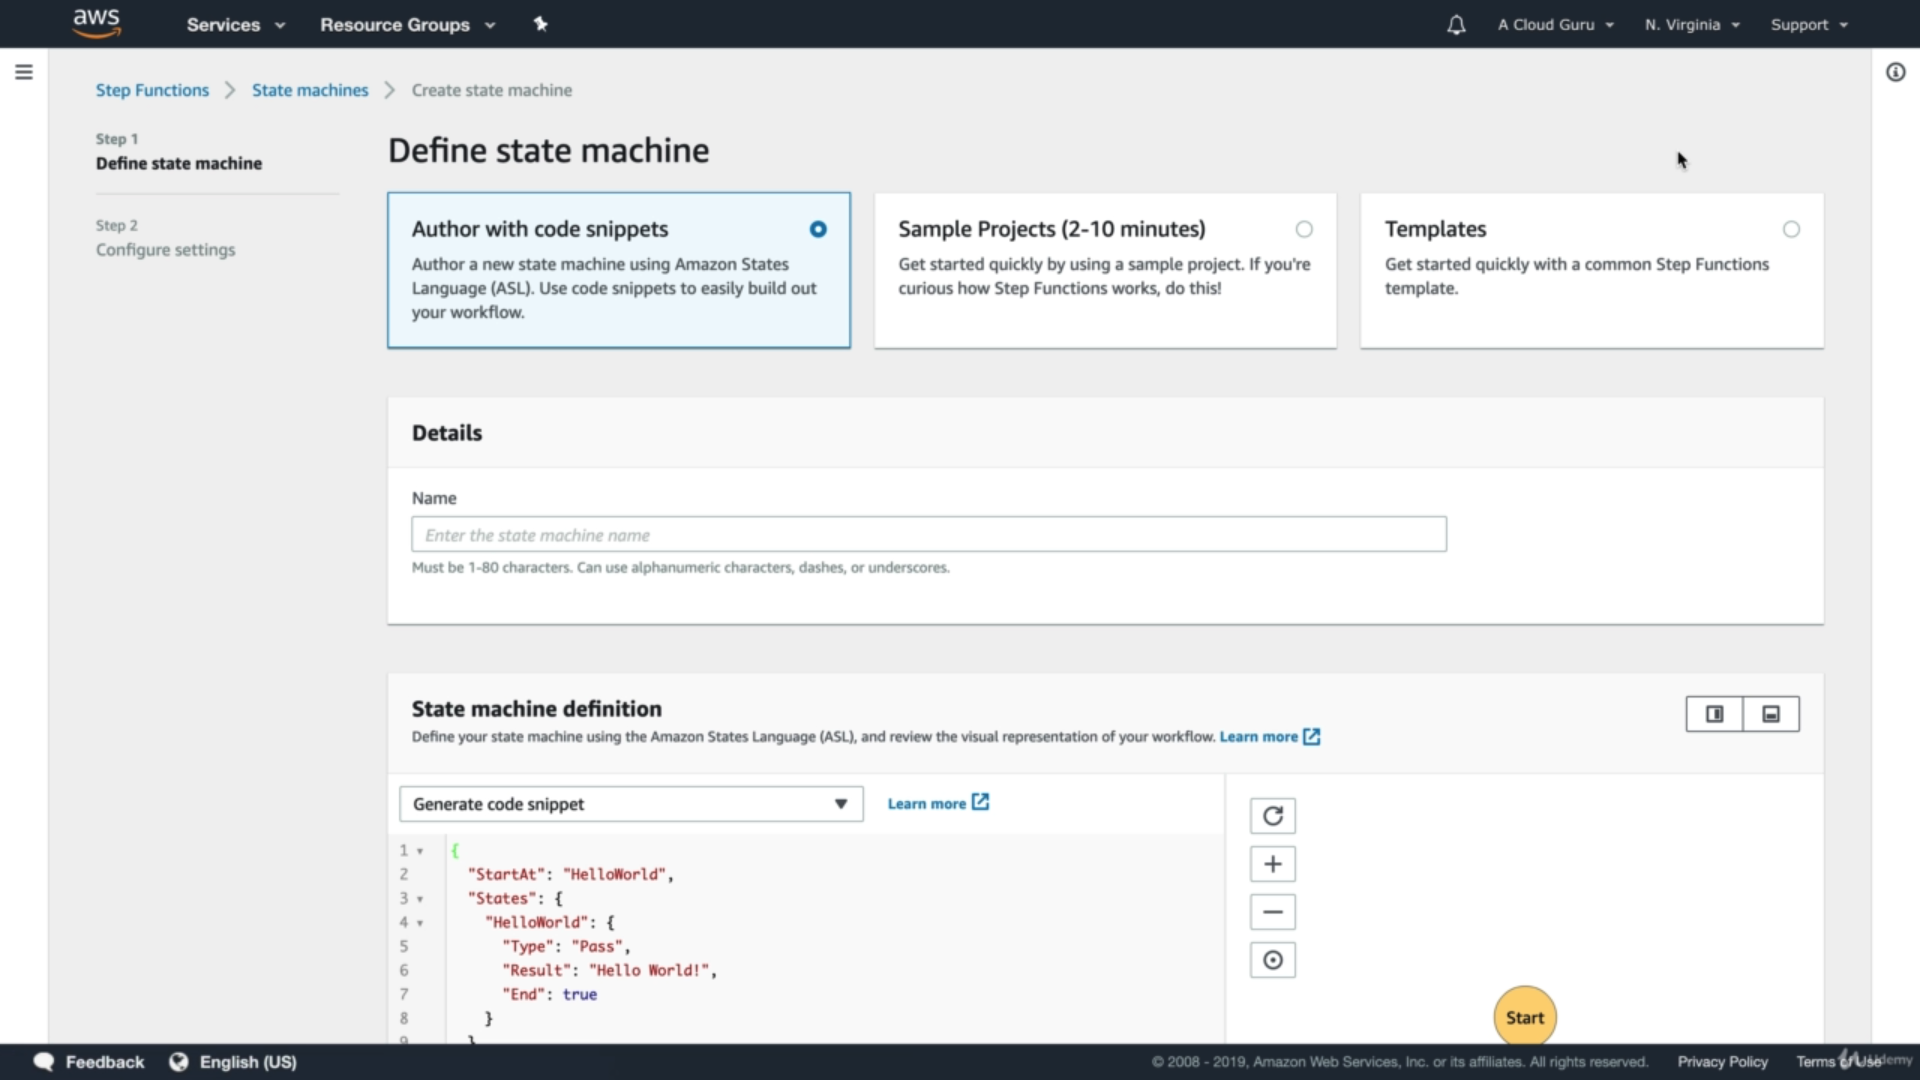 aws
Services
Resource Groups
A Cloud Guru
N. Virginia
Support
Step Functions
State machines
Create state machine
Step 1
Define state machine
Step 2
Configure settings
Define state machine
Author with code snippets
Author a new state machine using Amazon States
Language (ASL). Use code snippets to easily build out
your workflow.
Sample Projects (2-10 minutes)
Get started quickly by using a sample project. If you're
curious how Step Functions works, do this!
Templates
Get started quickly with a common Step Functions
template.
Details
Name
Enter the state machine name
Must be 1-80 characters. Can use alphanumeric characters, dashes, or underscores.
State machine definition
Define your state machine using the Amazon States Language (ASL), and review the visual representation of your workflow. Learn more
Generate code snippet
Learn more
1 {
2 "StartAt": "HelloWorld",
3 "States": {
4 "HelloWorld": {
5 "Type": "Pass",
6 "Result": "Hello World!",
7 "End": true
8 }
9 }
Start
Feedback
English (US)
© 2008 - 2019, Amazon Web Services, Inc. or its affiliates. All rights reserved.
Privacy Policy
Terms of Use